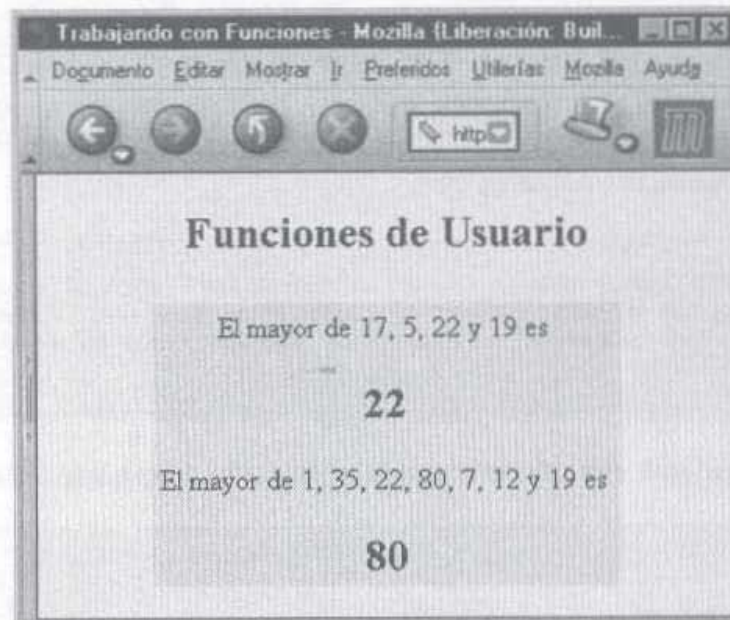 Trabajando con Funciones - Mozilla {Liberación: Buil...
Documento Editar Mostrar Ir Preferidos Utilerías Mozilla Ayuda
http
Funciones de Usuario
El mayor de 17, 5, 22 y 19 es
22
El mayor de 1, 35, 22, 80, 7, 12 y 19 es
80